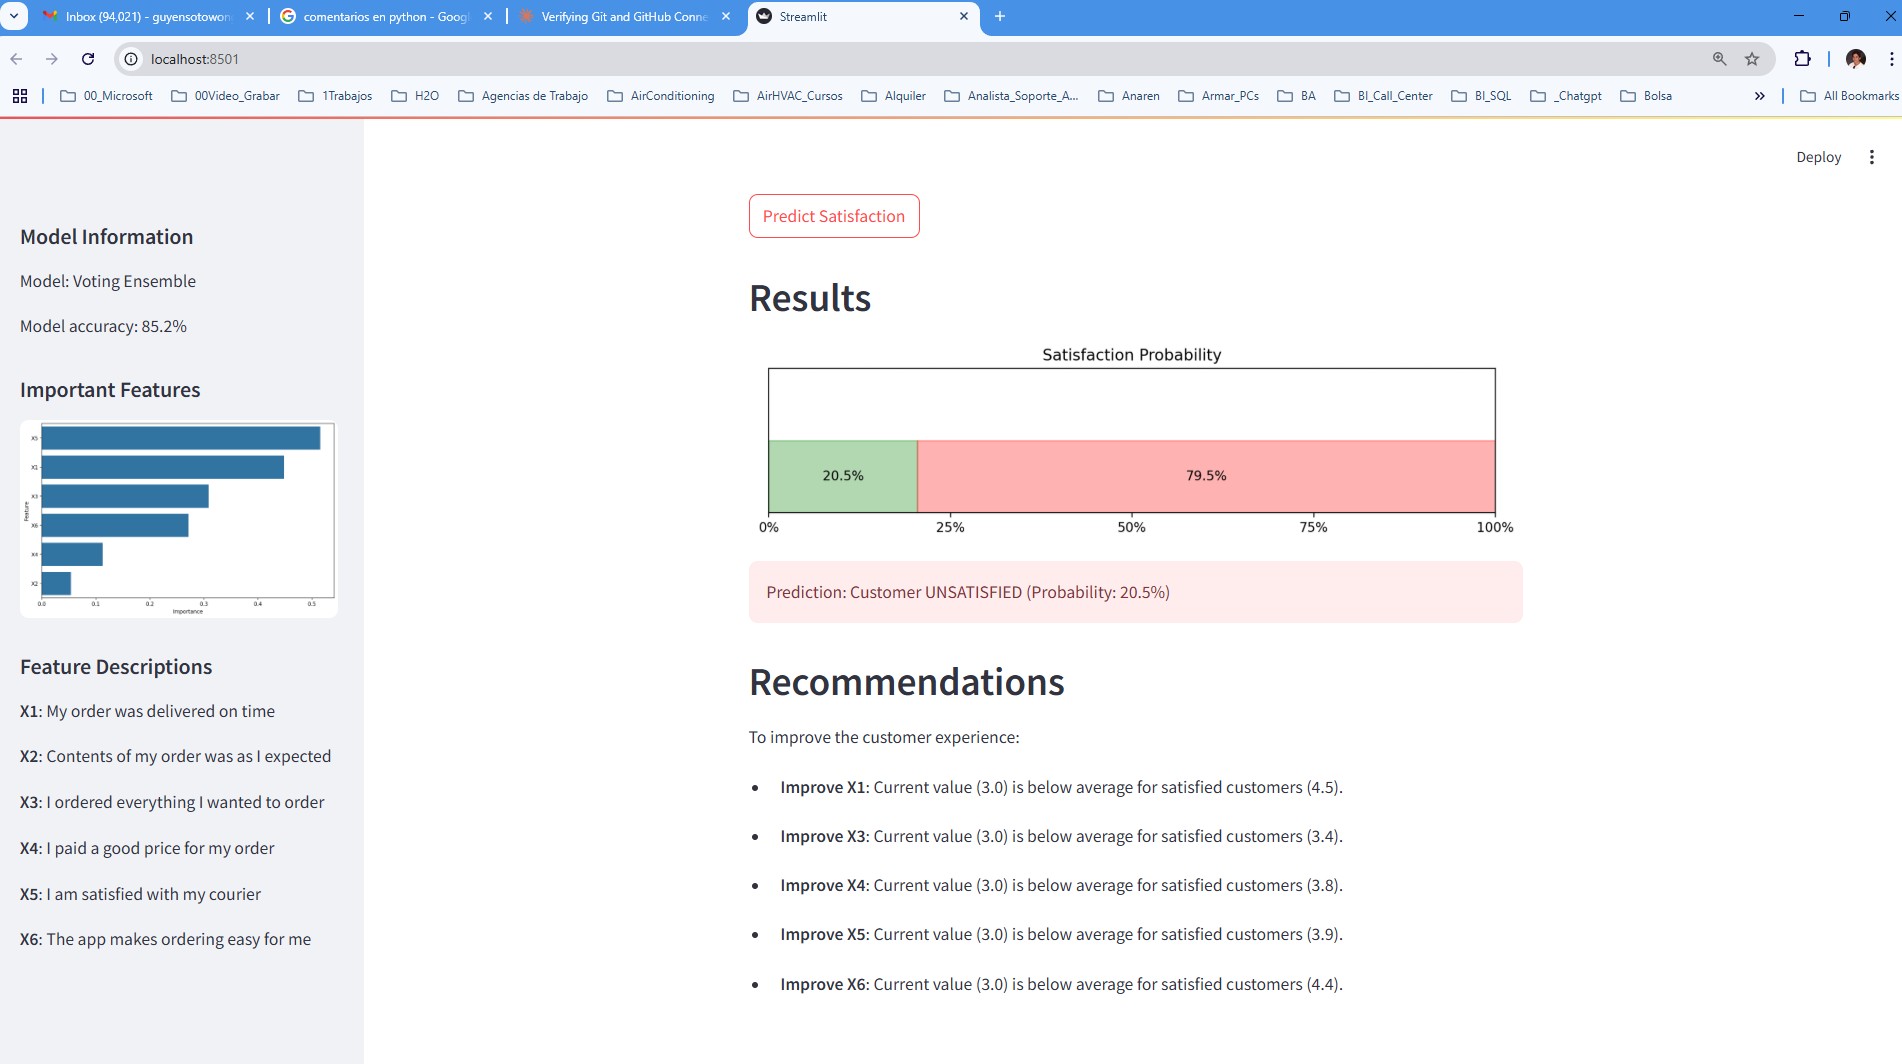 Inbox (94,021) - guyensotowon
comentarios en python - Goog
Verifying Git and GitHub Conne
Streamlit
localhost:8501
00_Microsoft
00Video_Grabar
1Trabajos
H2O
Agencias de Trabajo
AirConditioning
AirHVAC_Cursos
Alquiler
Analista_Soporte_A...
Anaren
Armar_PCs
BA
BI_Call_Center
BI_SQL
_Chatgpt
Bolsa
All Bookmarks
Deploy
Model Information
Model: Voting Ensemble
Model accuracy: 85.2%
Important Features
Feature
X5
X1
X3
X6
X4
X2
0.0 0.1 0.2 0.3 0.4 0.5
Importance
Feature Descriptions
X1: My order was delivered on time
X2: Contents of my order was as I expected
X3: I ordered everything I wanted to order
X4: I paid a good price for my order
X5: I am satisfied with my courier
X6: The app makes ordering easy for me
Predict Satisfaction
Results
Satisfaction Probability
20.5% 79.5%
0% 25% 50% 75% 100%
Prediction: Customer UNSATISFIED (Probability: 20.5%)
Recommendations
To improve the customer experience:
• Improve X1: Current value (3.0) is below average for satisfied customers (4.5).
• Improve X3: Current value (3.0) is below average for satisfied customers (3.4).
• Improve X4: Current value (3.0) is below average for satisfied customers (3.8).
• Improve X5: Current value (3.0) is below average for satisfied customers (3.9).
• Improve X6: Current value (3.0) is below average for satisfied customers (4.4).